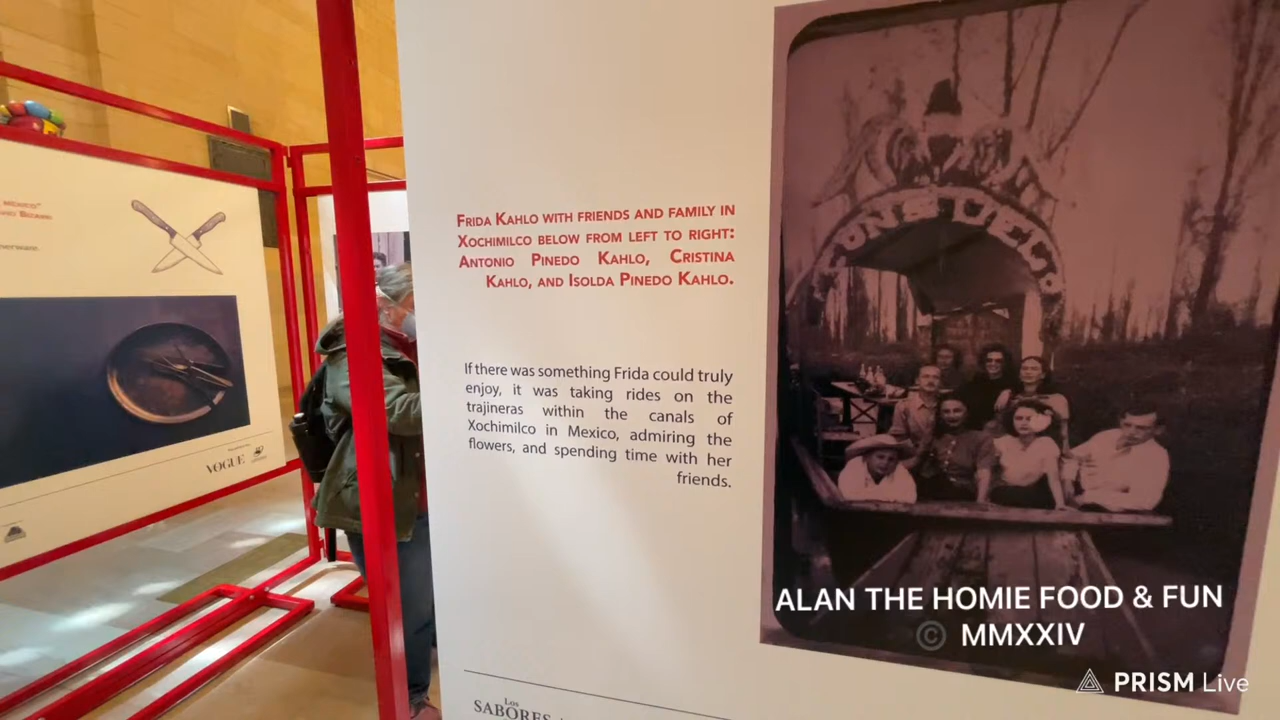 FRIDA KAHLO WITH FRIENDS AND FAMILY IN
XOCHIMILCO BELOW FROM LEFT TO RIGHT:
ANTONIO PINEDO KAHLO, CRISTINA
KAHLO, AND ISOLDA PINEDO KAHLO.
If there was something Frida could truly
enjoy, it was taking rides on the
trajineras within the canals of
Xochimilco in Mexico, admiring the
flowers, and spending time with her
friends.
Los
SABORES
VOGUE
ALAN THE HOMIE FOOD & FUN
© MMXXIV
PRISM Live